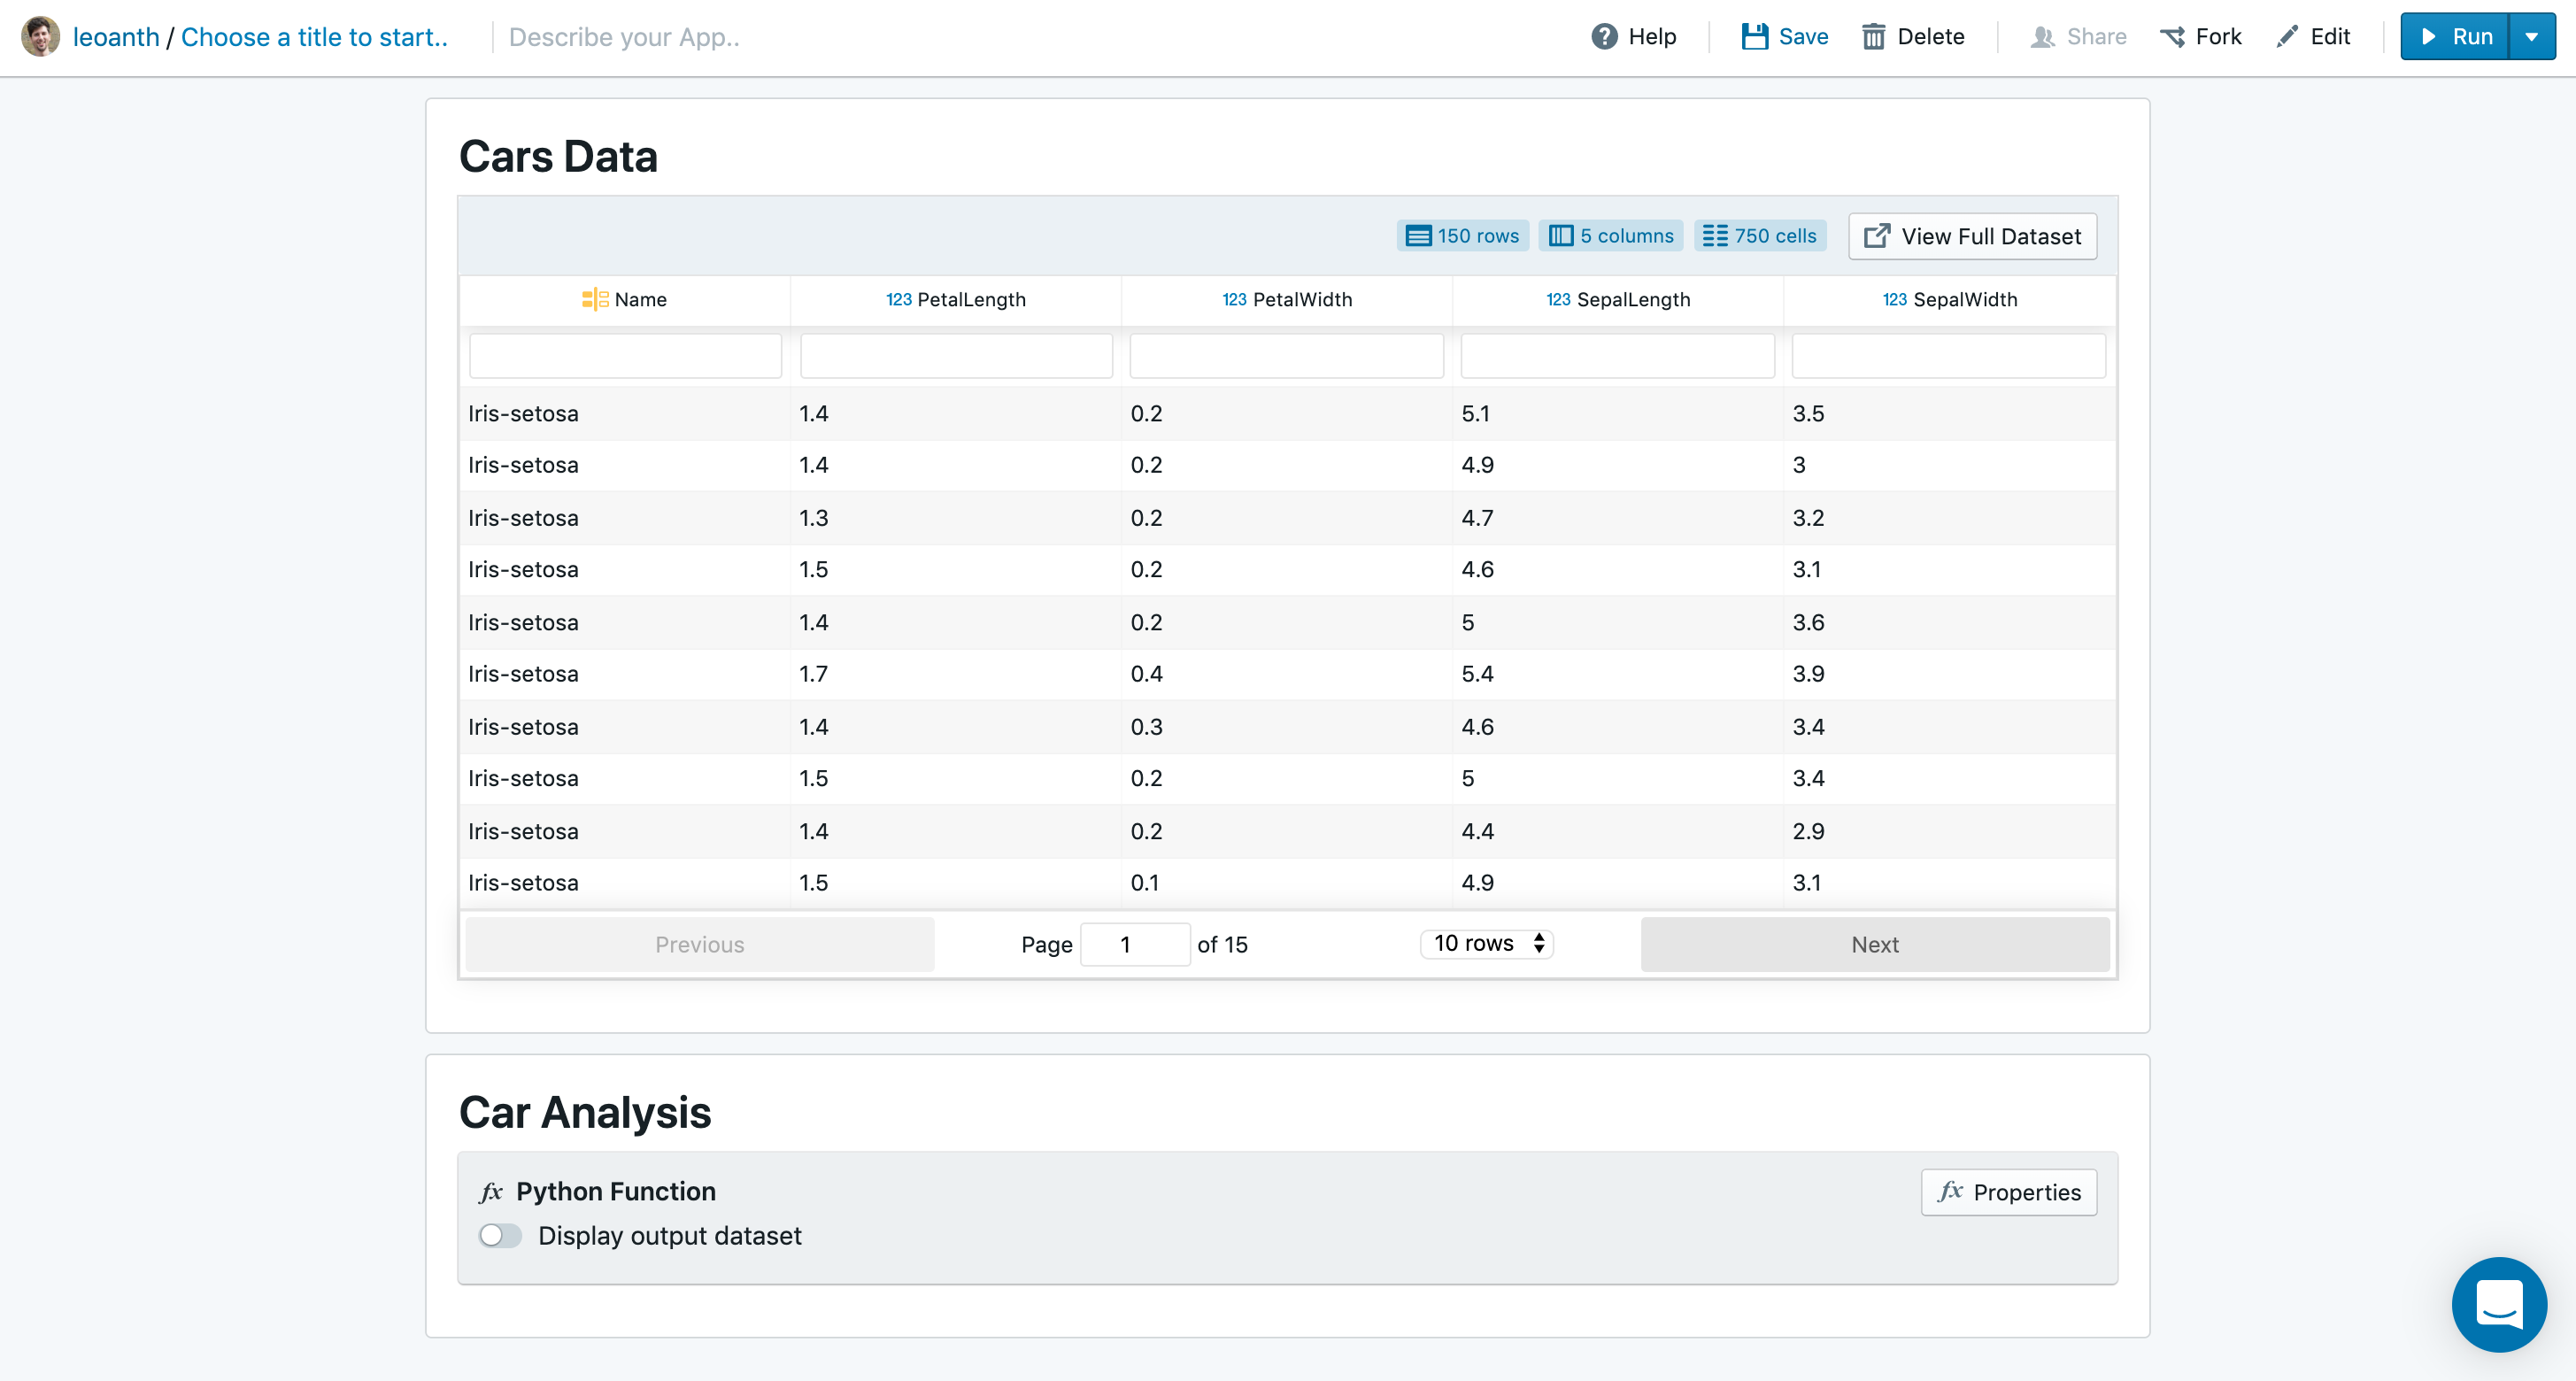 leoanth / Choose a title to start.. Describe your App.. Help Save Delete Share Fork Edit Run
Cars Data
150 rows 5 columns 750 cells View Full Dataset
Name 123 PetalLength 123 PetalWidth 123 SepalLength 123 SepalWidth
Iris-setosa 1.4 0.2 5.1 3.5
Iris-setosa 1.4 0.2 4.9 3
Iris-setosa 1.3 0.2 4.7 3.2
Iris-setosa 1.5 0.2 4.6 3.1
Iris-setosa 1.4 0.2 5 3.6
Iris-setosa 1.7 0.4 5.4 3.9
Iris-setosa 1.4 0.3 4.6 3.4
Iris-setosa 1.5 0.2 5 3.4
Iris-setosa 1.4 0.2 4.4 2.9
Iris-setosa 1.5 0.1 4.9 3.1
Previous Page 1 of 15 10 rows Next
Car Analysis
fx Python Function fx Properties
Display output dataset